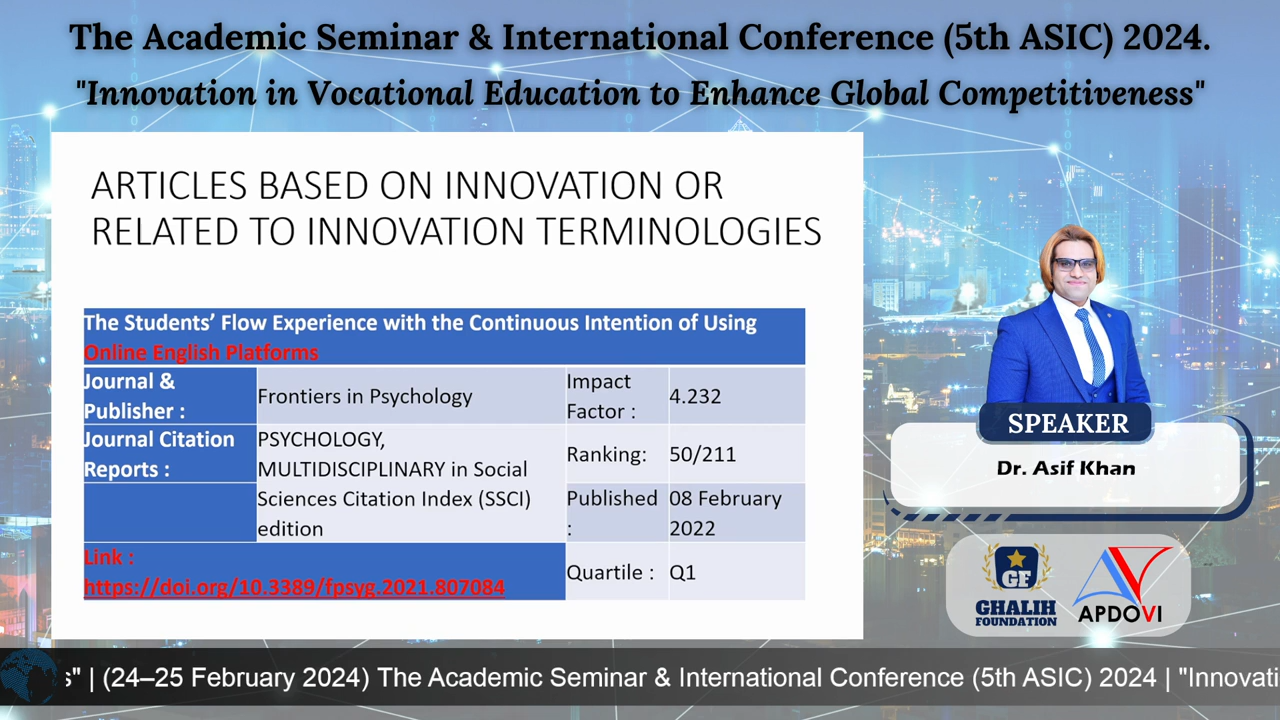 The Academic Seminar & International Conference (5th ASIC) 2024.
"Innovation in Vocational Education to Enhance Global Competitiveness"
ARTICLES BASED ON INNOVATION OR
RELATED TO INNOVATION TERMINOLOGIES
The Students’ Flow Experience with the Continuous Intention of Using
Online English Platforms
Journal &
Publisher :
Frontiers in Psychology
Impact
Factor :
4.232
Journal Citation
Reports :
PSYCHOLOGY,
MULTIDISCIPLINARY in Social
Sciences Citation Index (SSCI)
edition
Ranking:
50/211
Published
:
08 February
2022
Link :
https://doi.org/10.3389/fpsyg.2021.807084
Quartile :
Q1
SPEAKER
Dr. Asif Khan
GF
GHALIH
FOUNDATION
APDOVI
s" | (24–25 February 2024) The Academic Seminar & International Conference (5th ASIC) 2024 | "Innovati